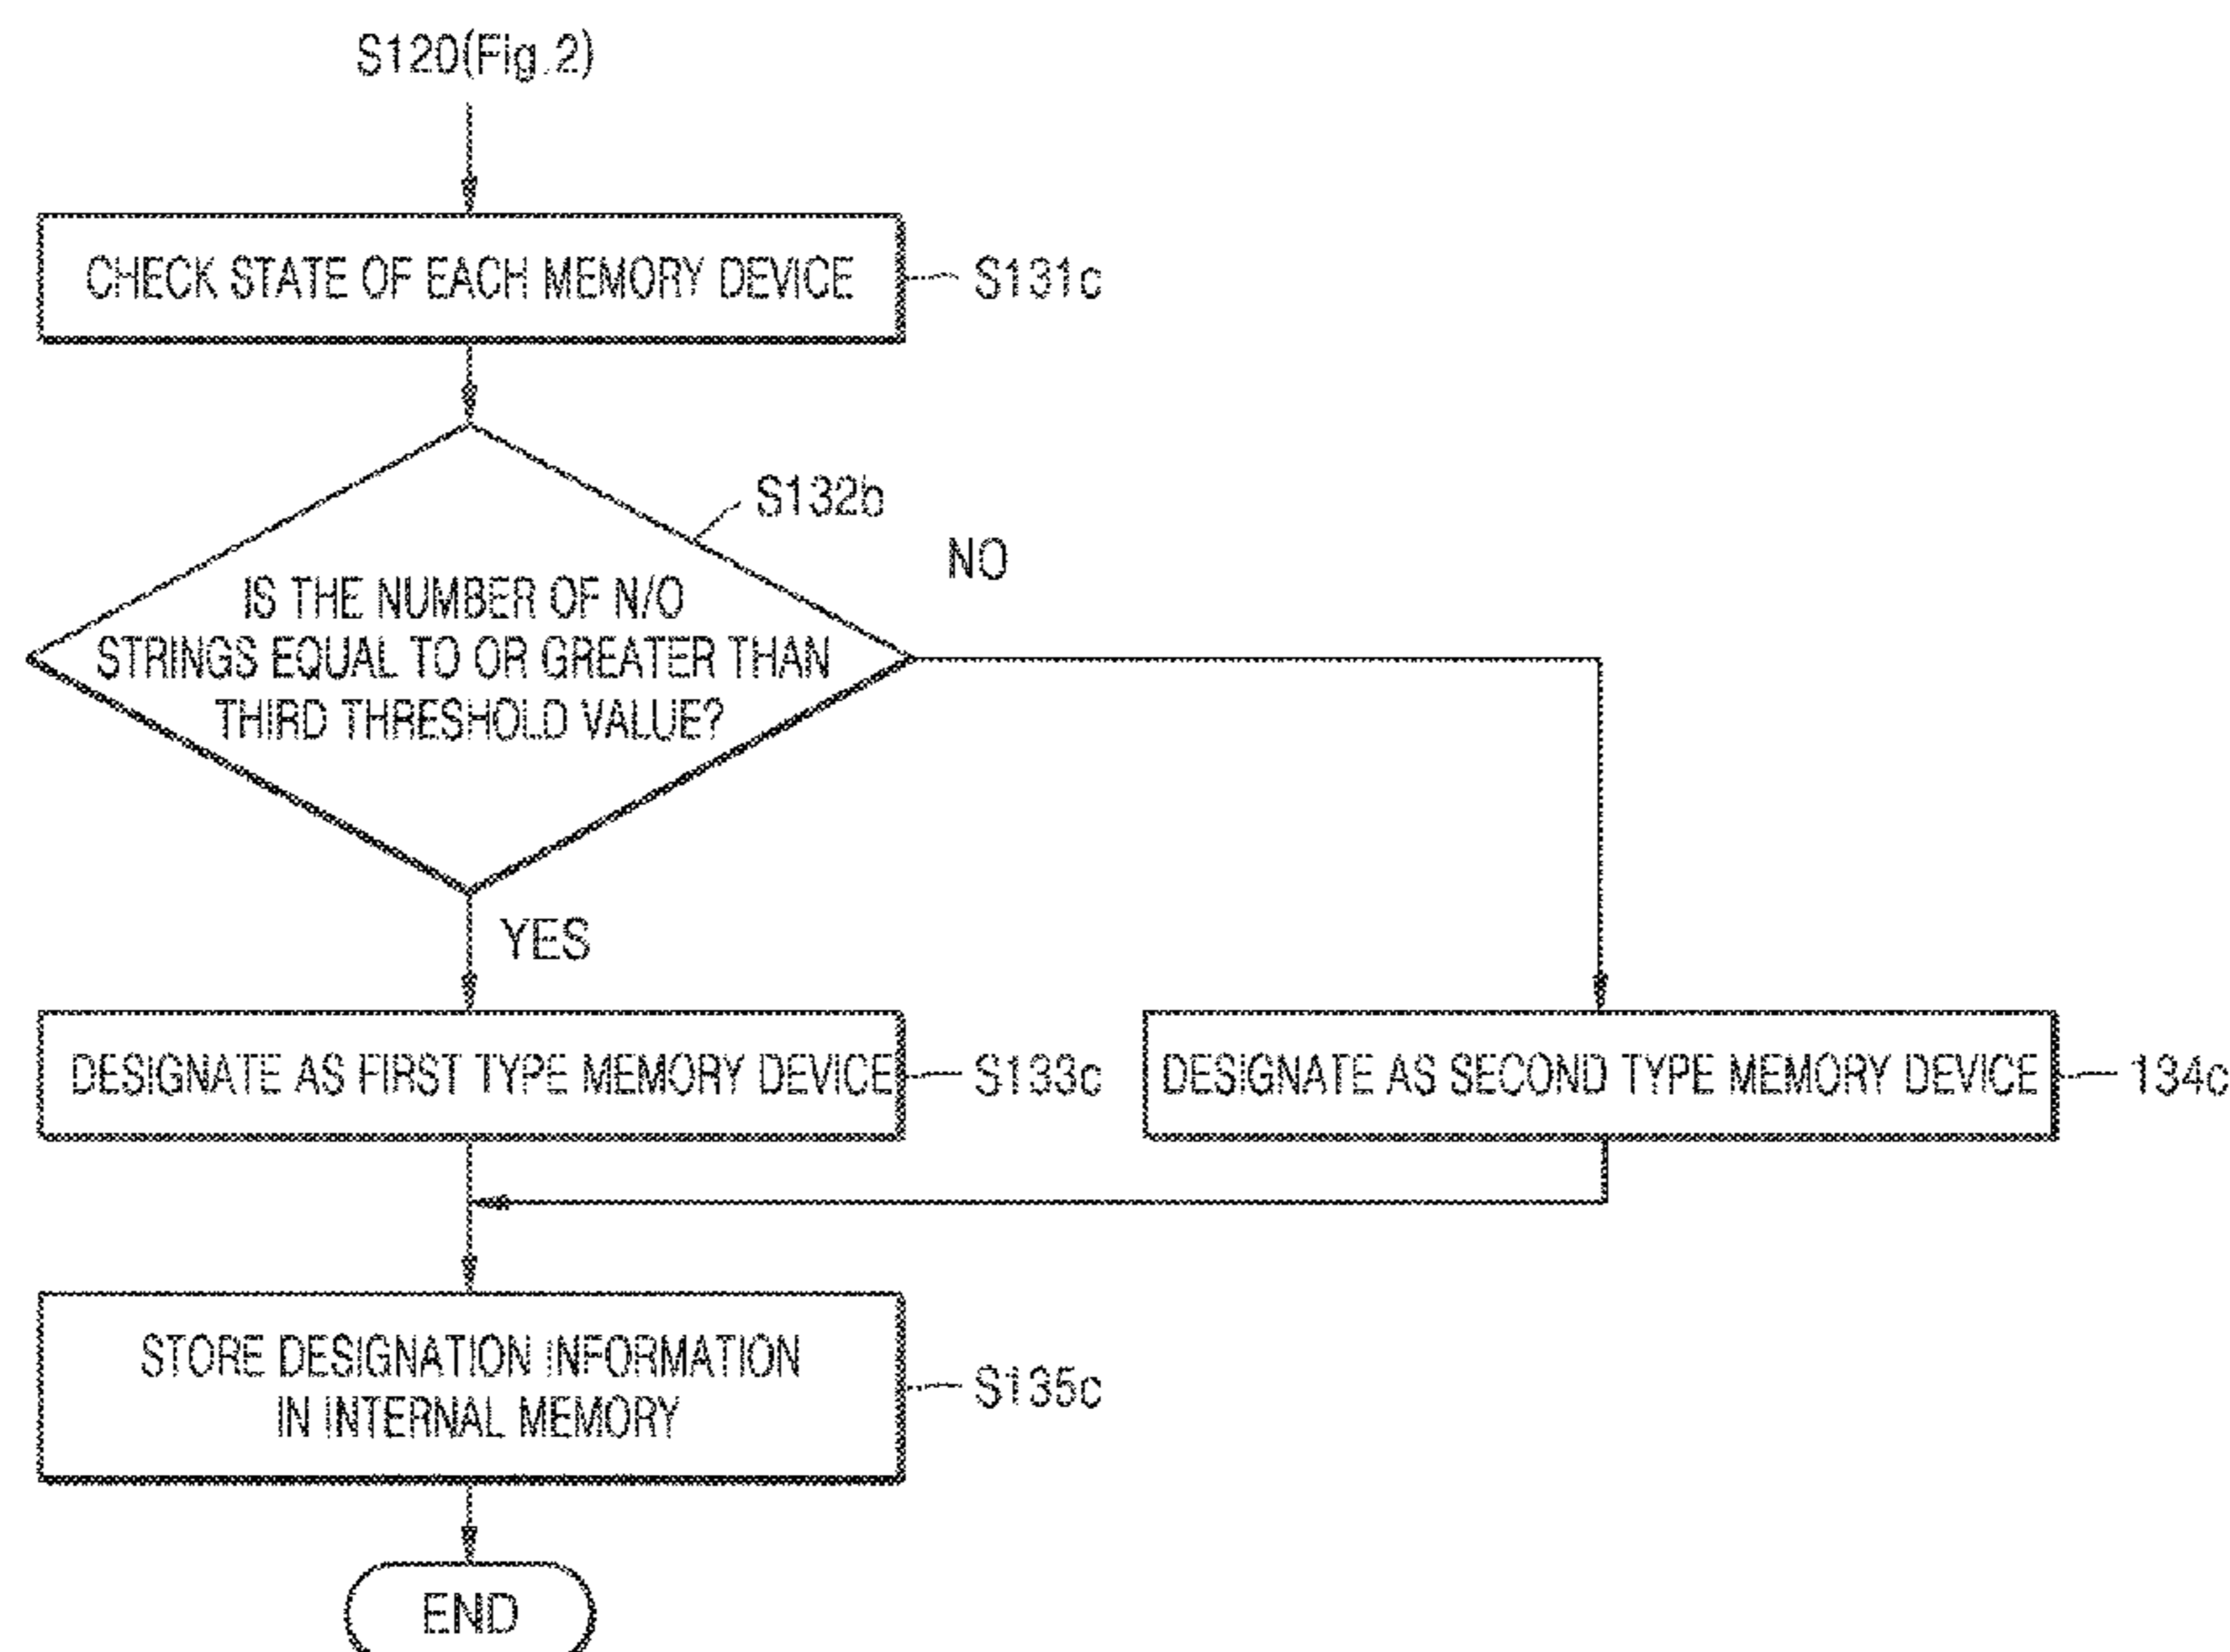 S120(Fig.2)
CHECK STATE OF EACH MEMORY DEVICE
S131c
S132b
NO
IS THE NUMBER OF N/O
STRINGS EQUAL TO OR GREATER THAN
THIRD THRESHOLD VALUE?
YES
DESIGNATE AS FIRST TYPE MEMORY DEVICE
S133c
DESIGNATE AS SECOND TYPE MEMORY DEVICE
134c
STORE DESIGNATION INFORMATION
IN INTERNAL MEMORY
S135c
END